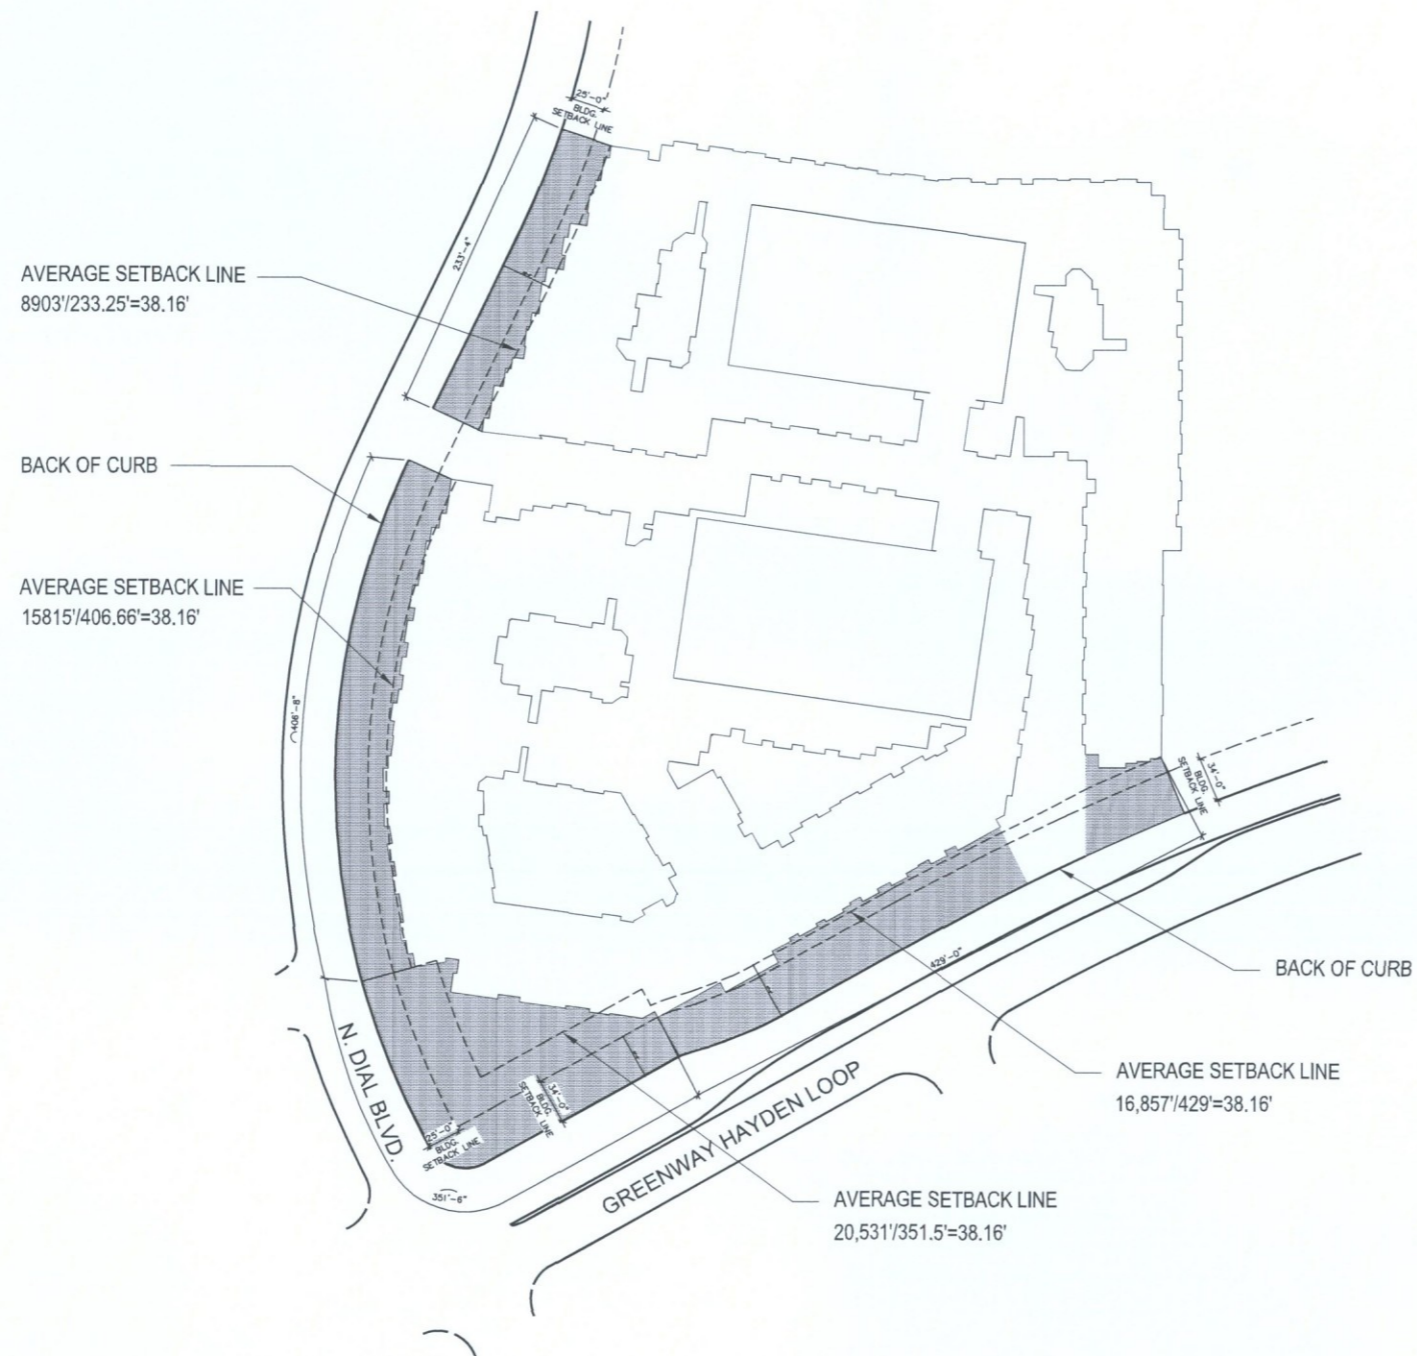 25'-0"
BLDG.
SETBACK LINE
233'-4"
AVERAGE SETBACK LINE
8903'/233.25'=38.16'
BACK OF CURB
AVERAGE SETBACK LINE
15815'/406.66'=38.16'
406'-8"
34'-0"
BLDG.
SETBACK LINE
429'-0"
BACK OF CURB
AVERAGE SETBACK LINE
16,857'/429'=38.16'
N. DIAL BLVD.
34'-0"
BLDG.
SETBACK LINE
25'-0"
BLDG.
SETBACK LINE
351'-6"
GREENWAY HAYDEN LOOP
AVERAGE SETBACK LINE
20,531'/351.5'=38.16'